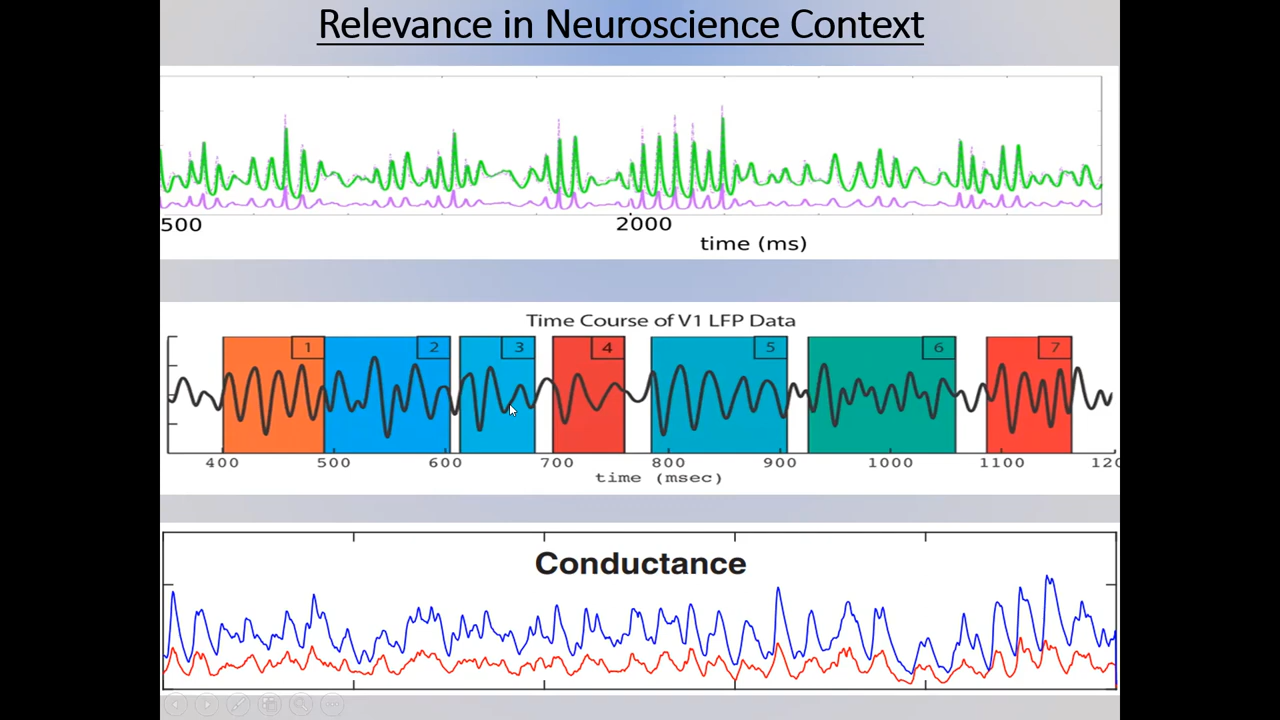 Relevance in Neuroscience Context
500 2000
time (ms)
Time Course of V1 LFP Data
1 2 3 4 5 6 7
400 500 600 700 800 900 1000 1100 120
time (msec)
Conductance